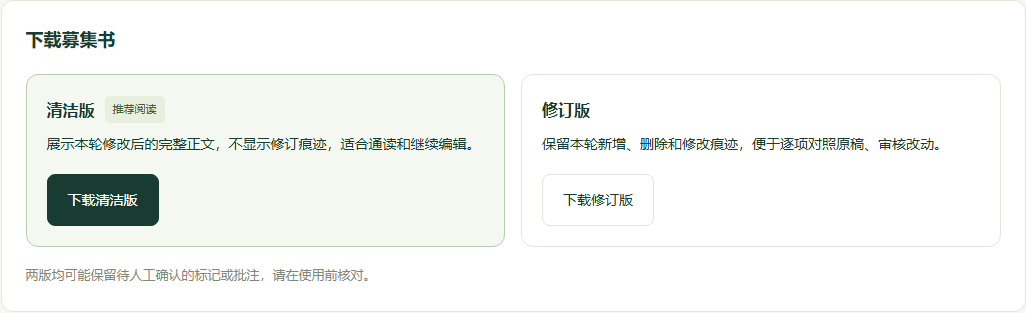 下载募集书
清洁版 推荐阅读
展示本轮修改后的完整正文，不显示修订痕迹，适合通读和继续编辑。
下载清洁版
修订版
保留本轮新增、删除和修改痕迹，便于逐项对照原稿、审核改动。
下载修订版
两版均可能保留待人工确认的标记或批注，请在使用前核对。